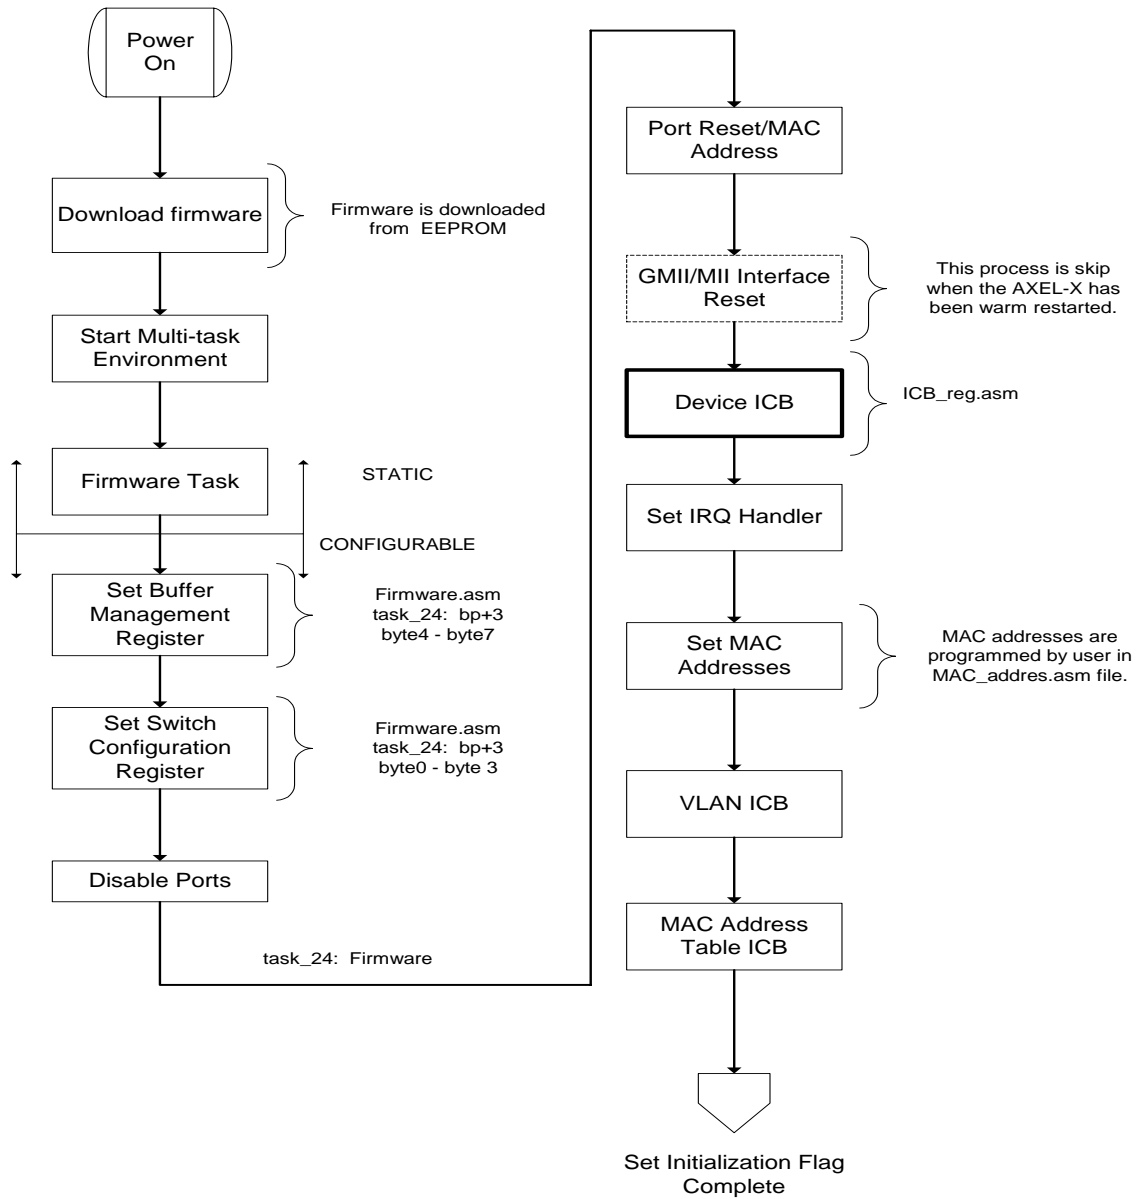 Power
On
Download firmware
Firmware is downloaded
from EEPROM
Start Multi-task
Environment
Firmware Task
STATIC
CONFIGURABLE
Set Buffer
Management
Register
Firmware.asm
task_24: bp+3
byte4 - byte7
Set Switch
Configuration
Register
Firmware.asm
task_24: bp+3
byte0 - byte 3
Disable Ports
task_24: Firmware
Port Reset/MAC
Address
GMII/MII Interface
Reset
This process is skip
when the AXEL-X has
been warm restarted.
Device ICB
ICB_reg.asm
Set IRQ Handler
Set MAC
Addresses
MAC addresses are
programmed by user in
MAC_addres.asm file.
VLAN ICB
MAC Address
Table ICB
Set Initialization Flag
Complete